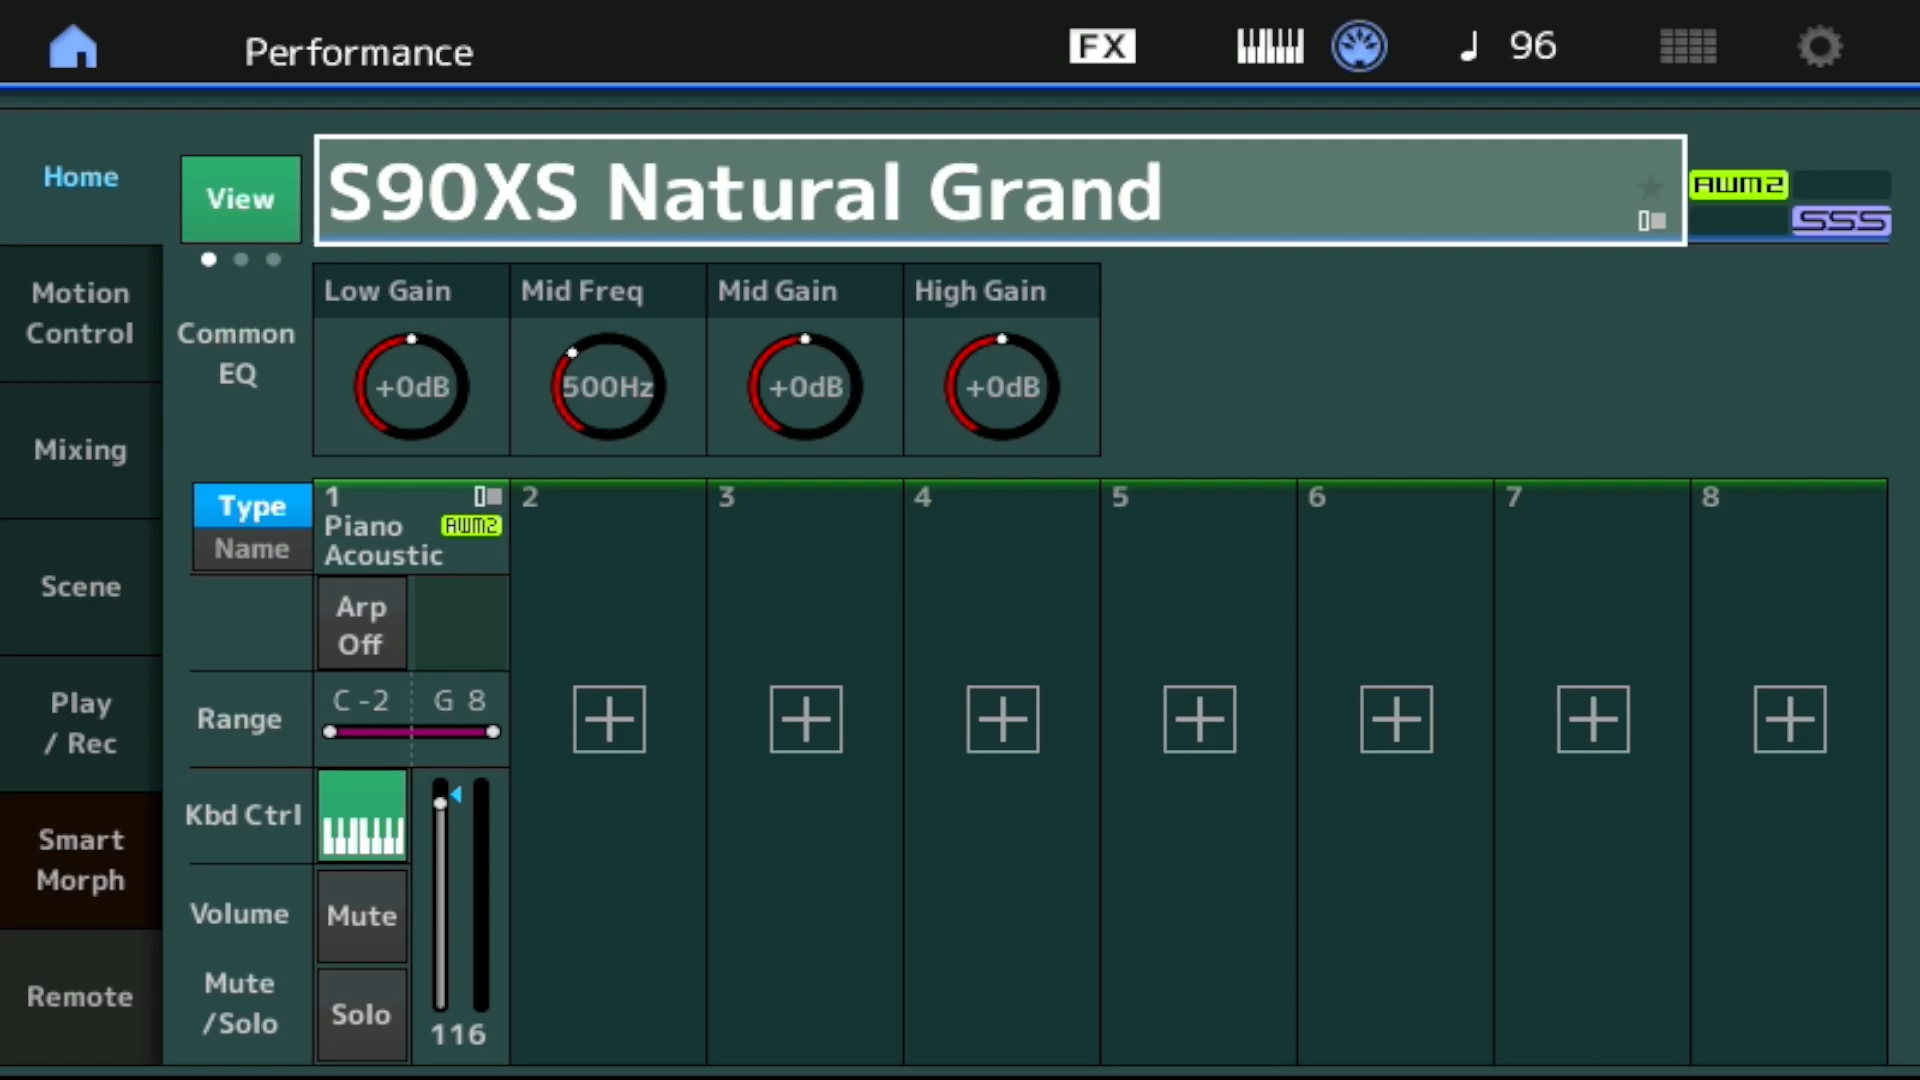 Performance
FX
96
Home
View
S90XS Natural Grand
AWM2
SSS
Motion
Control
Common
EQ
Low Gain
Mid Freq
Mid Gain
High Gain
+0dB
500Hz
+0dB
+0dB
Mixing
Type
Name
1
Piano
AWM2
Acoustic
2
3
4
5
6
7
8
Scene
Arp
Off
Play
/ Rec
Range
C -2
G 8
Smart
Morph
Kbd Ctrl
Volume
Mute
Remote
Mute
/Solo
Solo
116